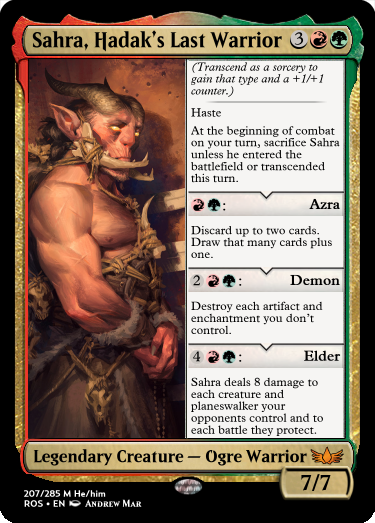 Sahra, Ħadak's Last Warrior 3
(Transcend as a sorcery to
gain that type and a +1/+1
counter.)
Haste
At the beginning of combat
on your turn, sacrifice Sahra
unless he entered the
battlefield or transcended
this turn.
: Azra
Discard up to two cards.
Draw that many cards plus
one.
2 : Demon
Destroy each artifact and
enchantment you don't
control.
4 : Elder
Sahra deals 8 damage to
each creature and
planeswalker your
opponents control and to
each battle they protect.
Legendary Creature — Ogre Warrior
7/7
207/285 M He/him
ROS • EN Andrew Mar